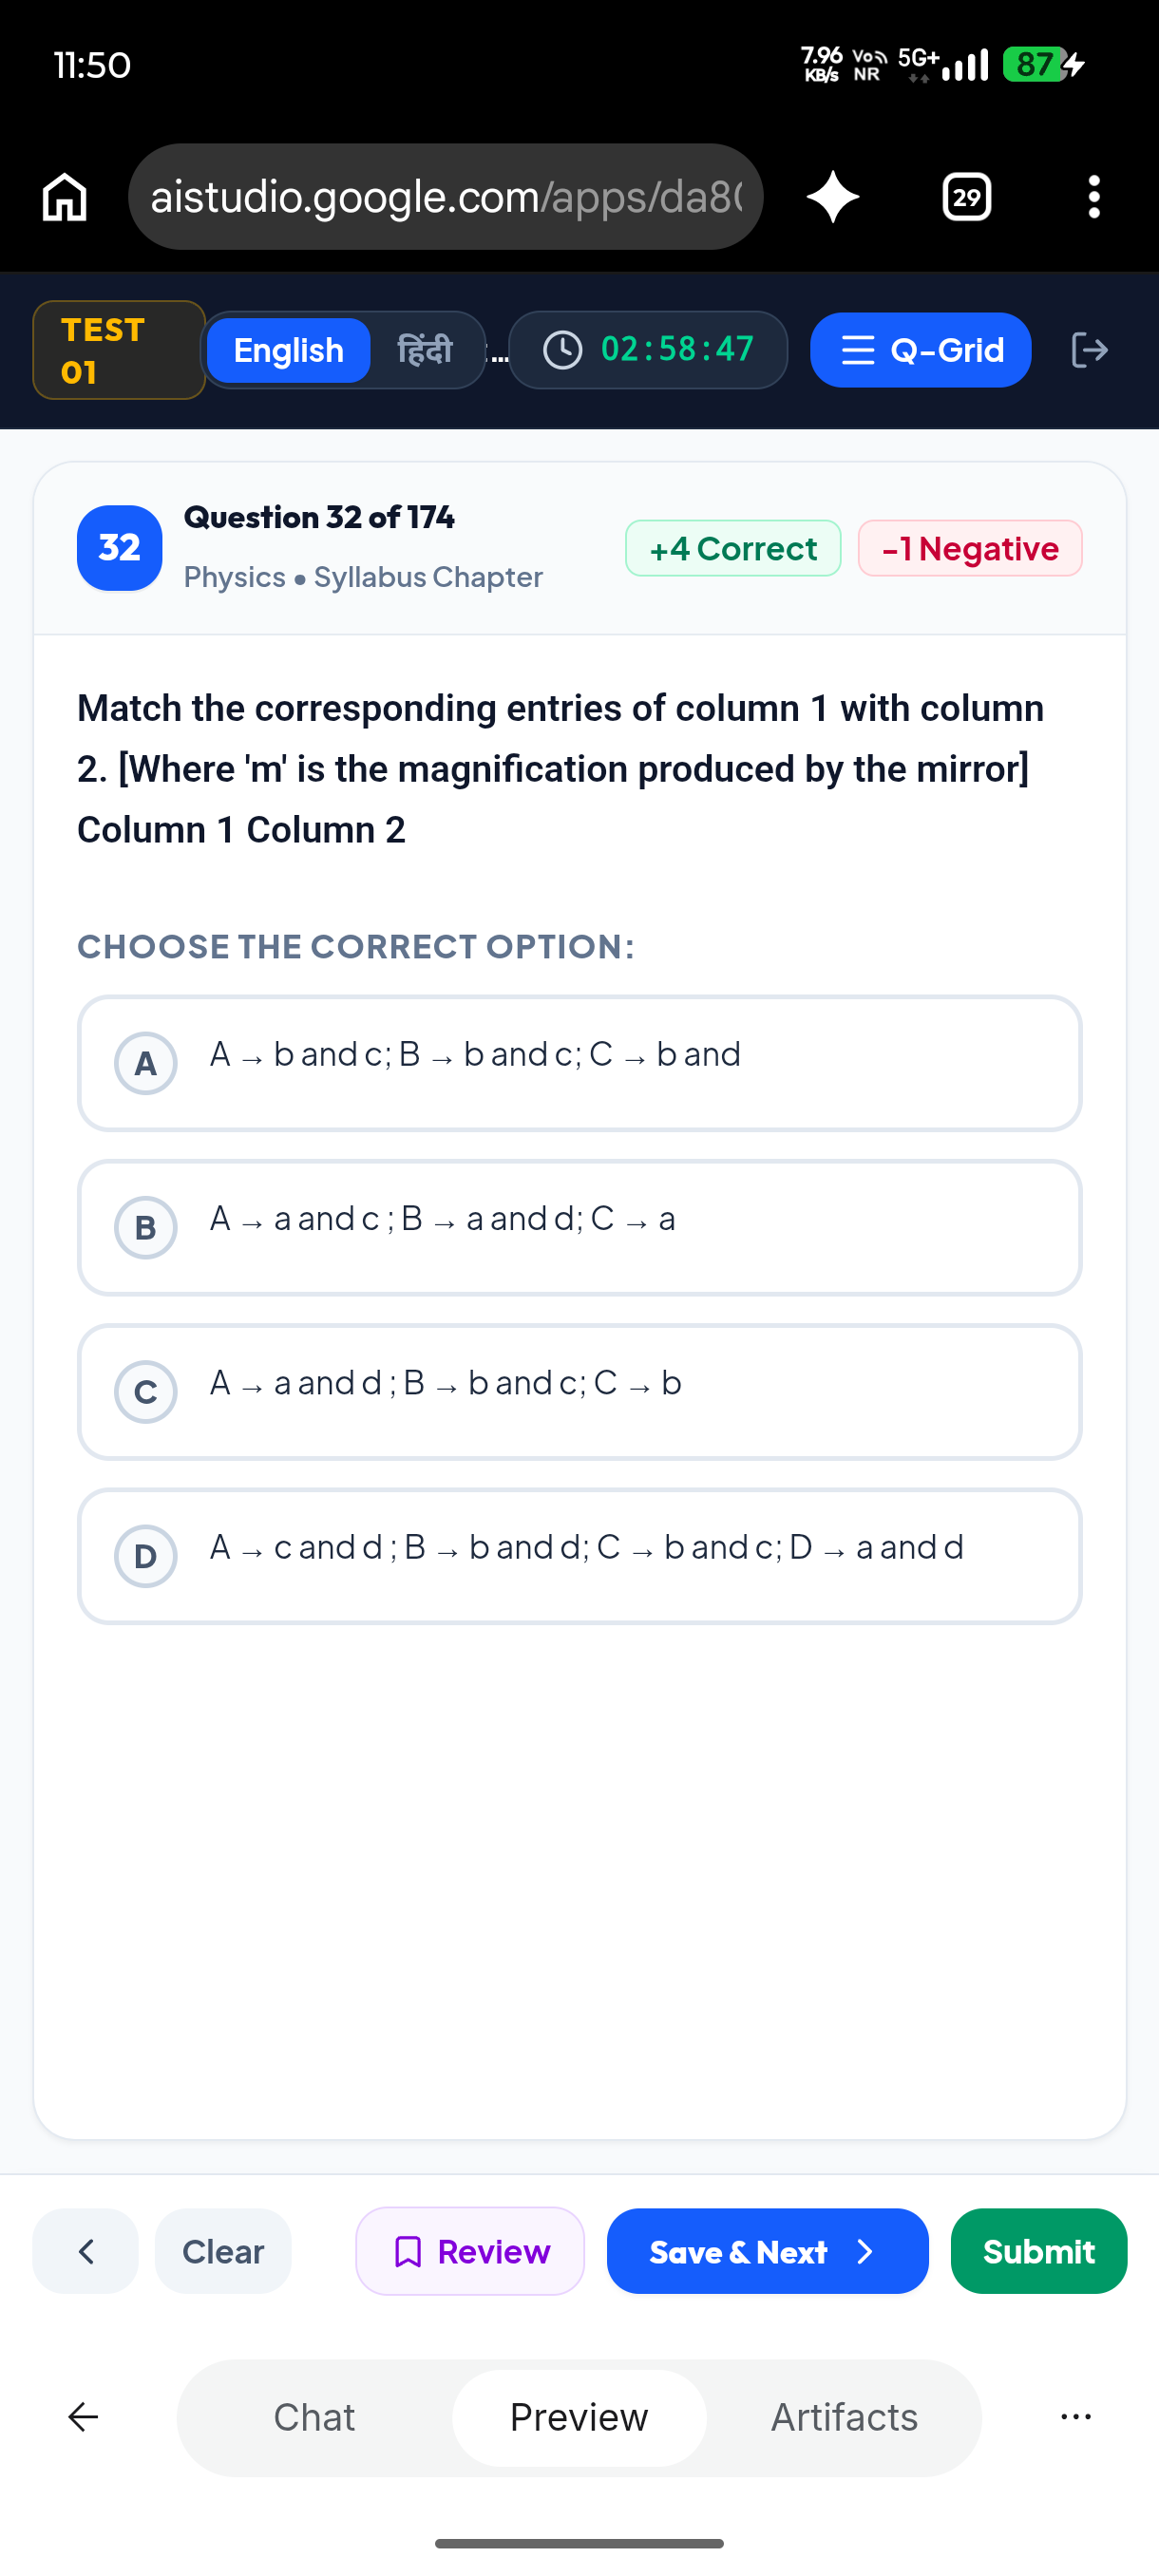 11:50
7.96 KB/s Vo NR 5G+ 87
aistudio.google.com/apps/da8
29
TEST 01
English
हिंदी
02:58:47
Q-Grid
32
Question 32 of 174
Physics • Syllabus Chapter
+4 Correct
-1 Negative
Match the corresponding entries of column 1 with column
2. [Where 'm' is the magnification produced by the mirror]
Column 1 Column 2
CHOOSE THE CORRECT OPTION:
A A → b and c; B → b and c; C → b and
B A → a and c ; B → a and d; C → a
C A → a and d ; B → b and c; C → b
D A → c and d ; B → b and d; C → b and c; D → a and d
Clear
Review
Save & Next
Submit
Chat
Preview
Artifacts